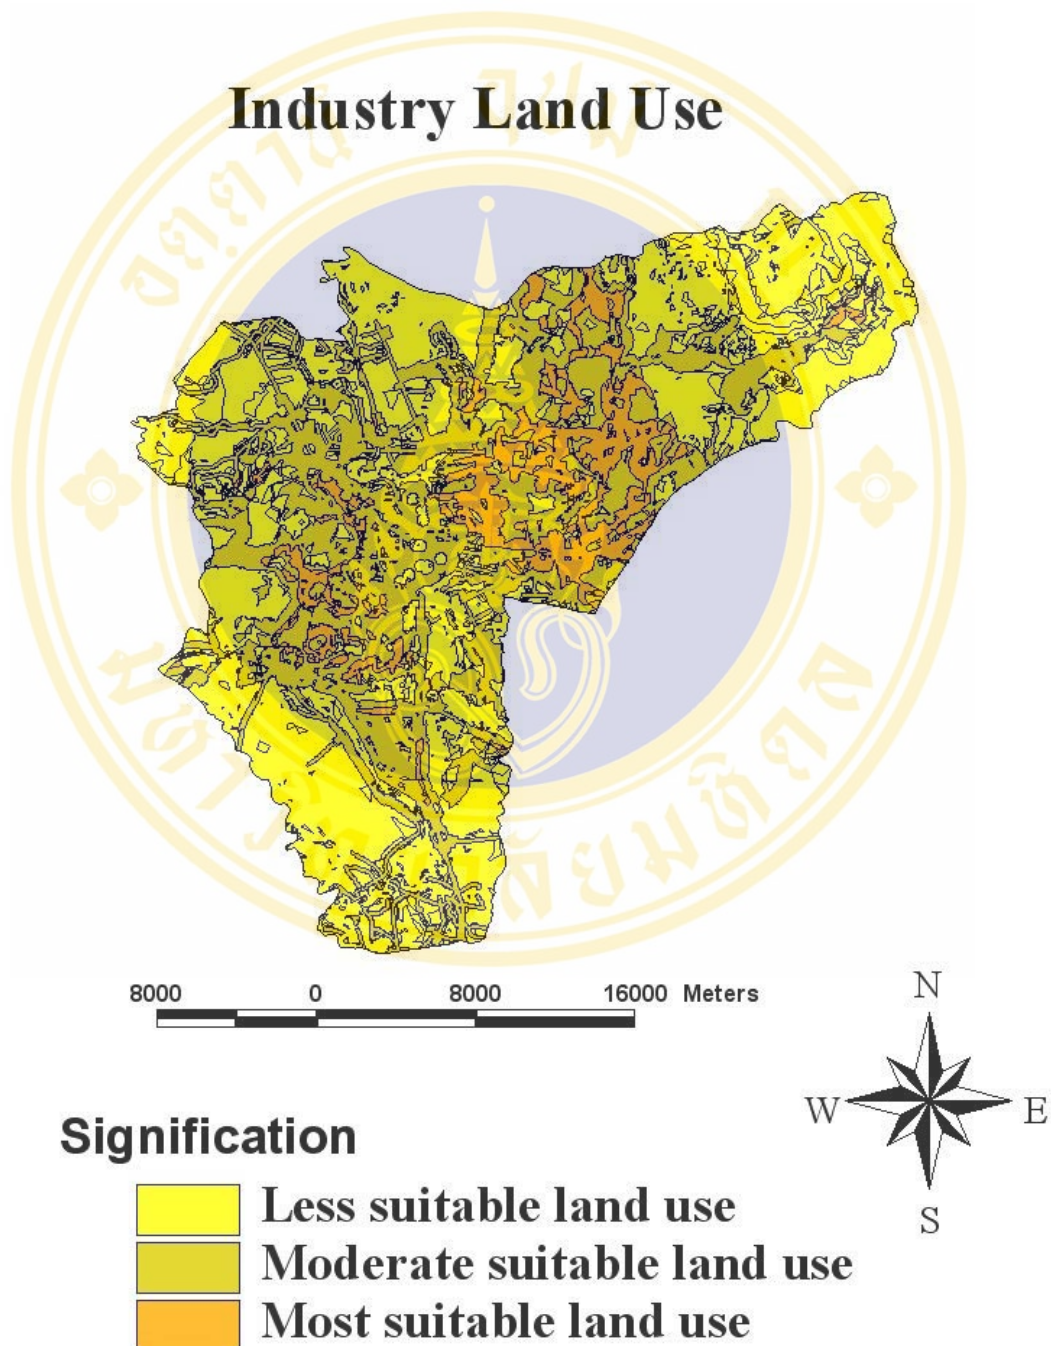 Industry Land Use
8000 0 8000 16000 Meters
N
W E
S
Signification
Less suitable land use
Moderate suitable land use
Most suitable land use